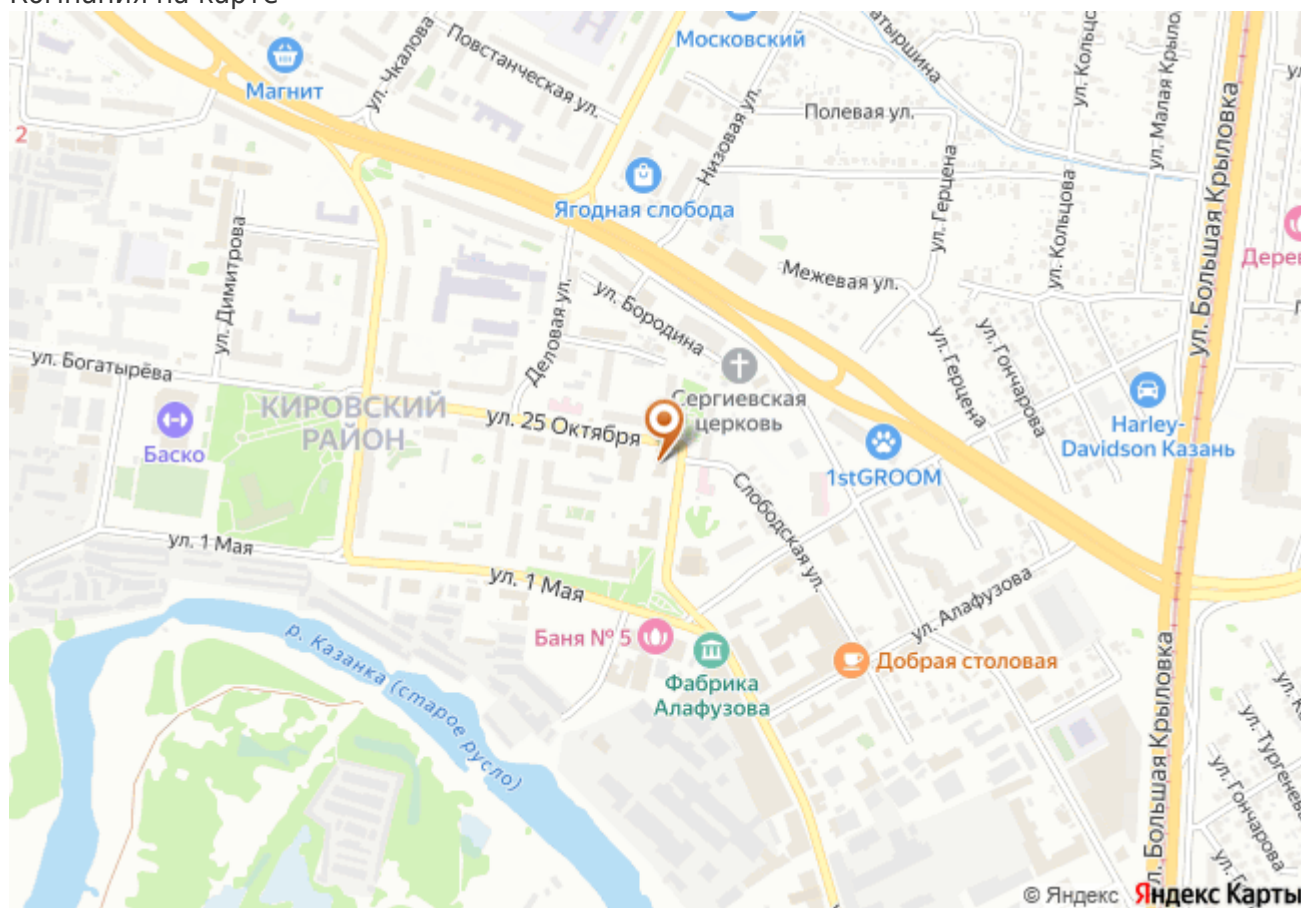 Компания на карте
Магнит
ул. Чкалова
Повстанческая ул.
Московский
ул. Кольцова
ул. Малая Крыловка
2
Полевая ул.
Низовая ул.
ул. Герцена
ул. Кольцова
ул. Большая Крыловка
Ягодная слобода
ул. Димитрова
Межевая ул.
ул. Бородина
Деловая ул.
ул. Герцена
ул. Гончарова
ул. Богатырёва
Сергиевская
церковь
КИРОВСКИЙ
РАЙОН
ул. 25 Октября
Баско
Harley-
Davidson Казань
1stGROOM
Слободская ул.
ул. 1 Мая
ул. 1 Мая
ул. Алафузова
р. Казанка (старое русло)
Баня № 5
Добрая столовая
Фабрика
Алафузова
ул. Большая Крыловка
ул. Тургенева
ул. Гончарова
© Яндекс Яндекс Карты